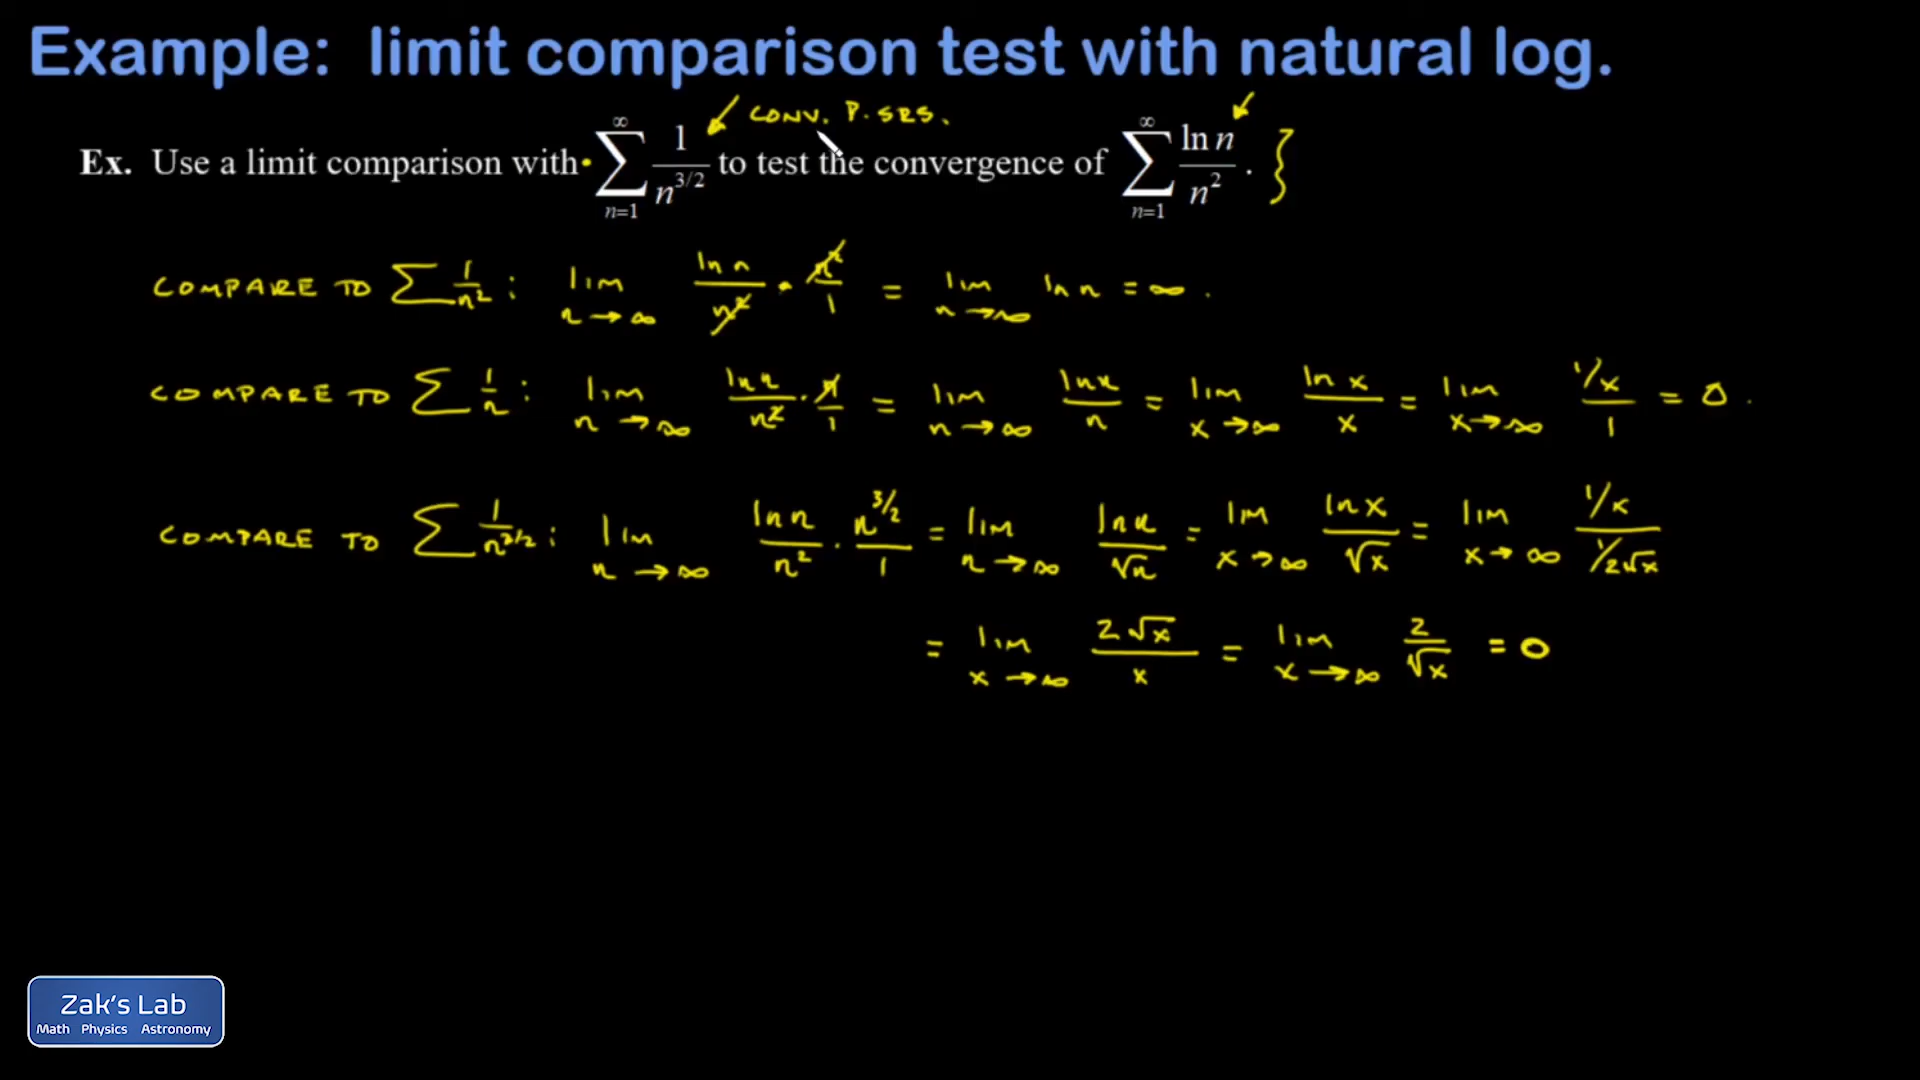 Example: limit comparison test with natural log.
CONV. P. SRS.
Ex. Use a limit comparison with • ∑_{n=1}^{∞} 1/n^{3/2} to test the convergence of ∑_{n=1}^{∞} ln n/n^2 . }
COMPARE TO ∑ 1/n^2 : lim_{n→∞} ln n/n^2 · n^2/1 = lim_{n→∞} ln n = ∞ .
COMPARE TO ∑ 1/n : lim_{n→∞} ln n/n^2 · n/1 = lim_{n→∞} ln n/n = lim_{x→∞} ln x/x = lim_{x→∞} (1/x)/1 = 0 .
COMPARE TO ∑ 1/n^{3/2} : lim_{n→∞} ln n/n^2 · n^{3/2}/1 = lim_{n→∞} ln n/√n = lim_{x→∞} ln x/√x = lim_{x→∞} (1/x)/(1/2√x)
= lim_{x→∞} 2√x/x = lim_{x→∞} 2/√x = 0
Zak's Lab
Math Physics Astronomy